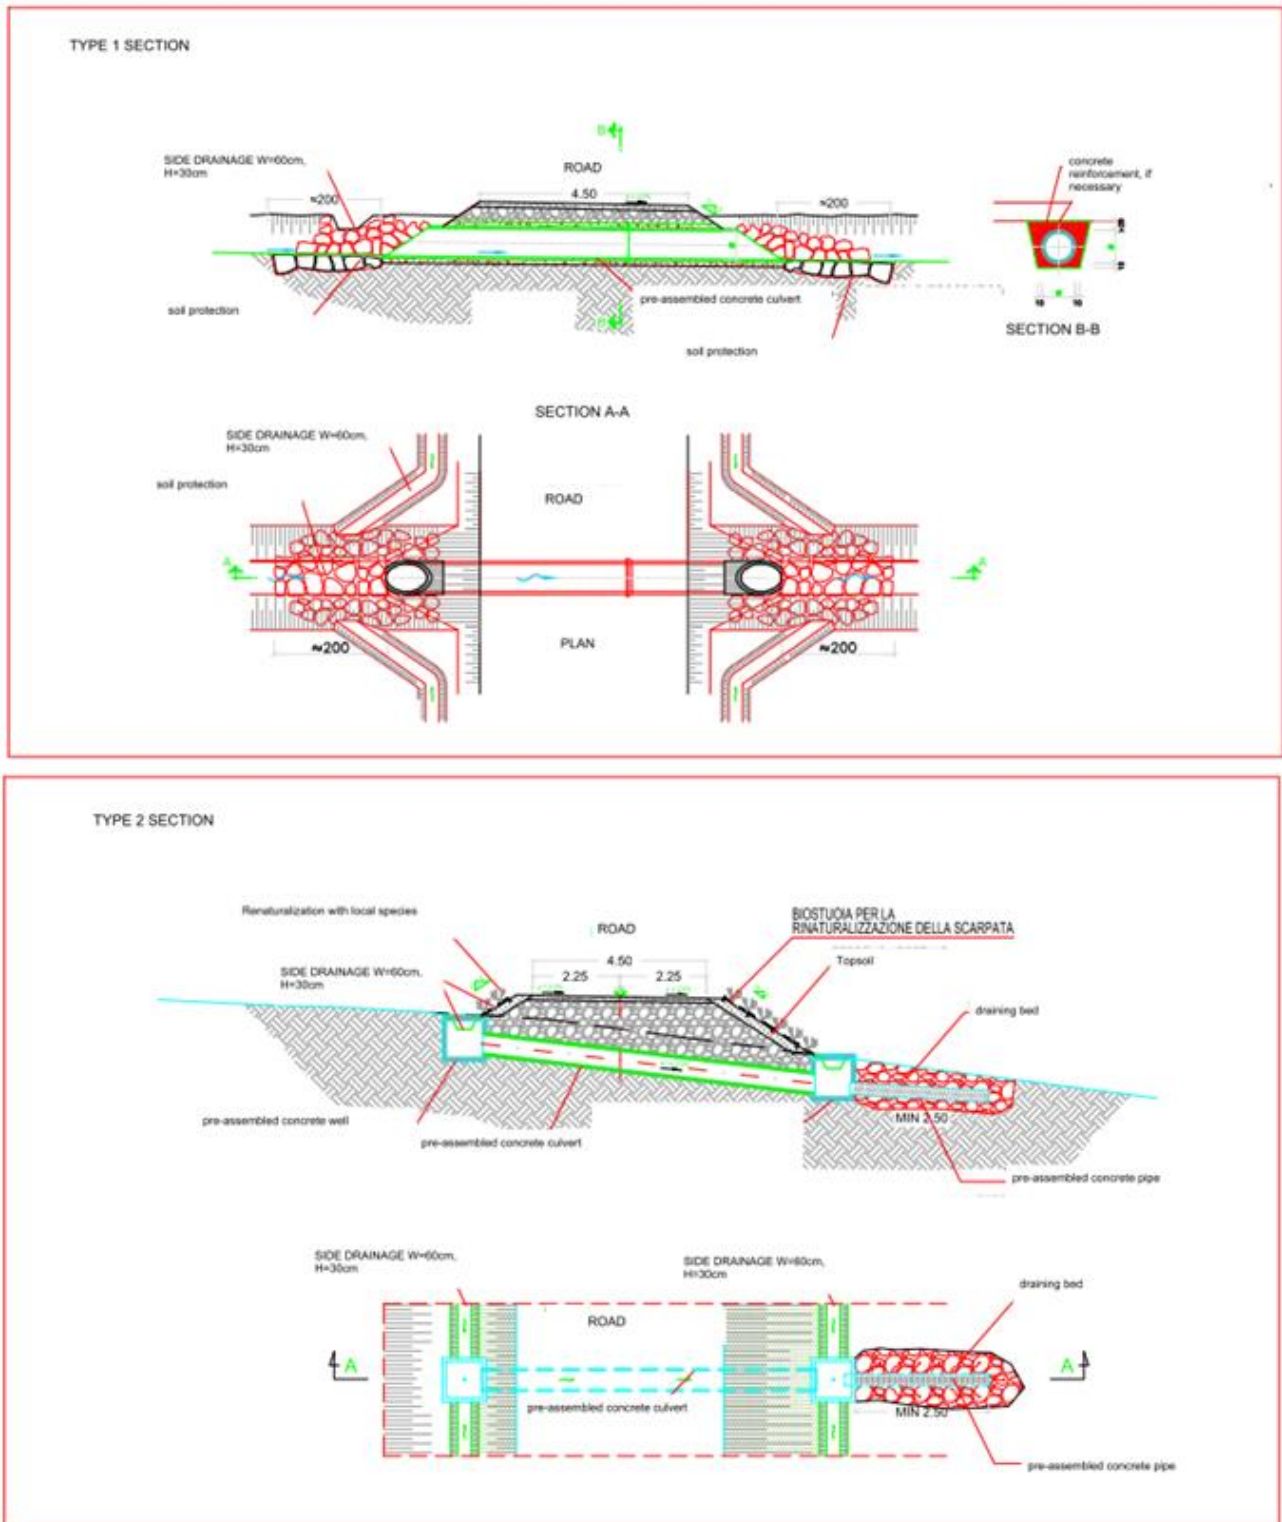 TYPE 1 SECTION
B
SIDE DRAINAGE W=60cm,
H=30cm
ROAD
concrete
reinforcement, if
necessary
≈200
4.50
≈200
pre-assembled concrete culvert
soil protection
10
10
SECTION B-B
soil protection
SECTION A-A
SIDE DRAINAGE W=60cm,
H=30cm
soil protection
ROAD
A
A
≈200
PLAN
≈200
TYPE 2 SECTION
Renaturalization with local species
ROAD
BIOSTUOIA PER LA
RINATURALIZZAZIONE DELLA SCARPATA
SIDE DRAINAGE W=60cm,
H=30cm
4.50
2.25
2.25
Topsoil
draining bed
pre-assembled concrete well
pre-assembled concrete culvert
MIN 2.50
pre-assembled concrete pipe
SIDE DRAINAGE W=60cm,
H=30cm
SIDE DRAINAGE W=60cm,
H=30cm
draining bed
ROAD
A
A
pre-assembled concrete culvert
MIN 2.50
pre-assembled concrete pipe